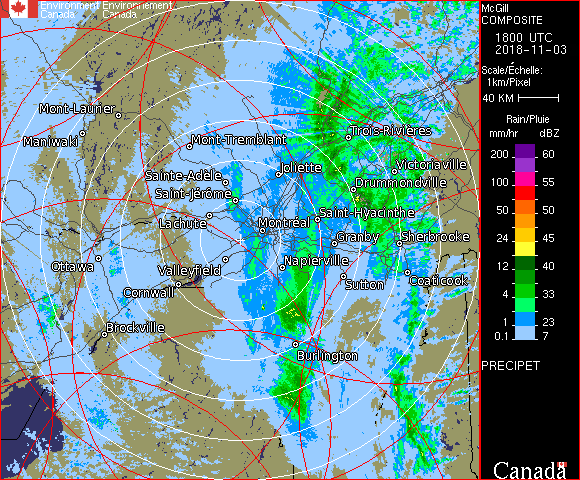 Environment Environnement
Canada Canada
McGill
COMPOSITE
1800 UTC
2018-11-03
Scale/Échelle:
1km/Pixel
40 KM
Rain/Pluie
mm/hr dBZ
200 60
100 55
50 50
24 45
12 40
4 33
1 23
0.1 7
PRECIPET
Canada
Mont-Laurier
Maniwaki
Mont-Tremblant
Trois-Rivières
Joliette
Victoriaville
Sainte-Adèle
Drummondville
Saint-Jérôme
Lachute
Saint-Hyacinthe
Montréal
Granby
Sherbrooke
Ottawa
Valleyfield
Napierville
Sutton
Coaticook
Cornwall
Brockville
Burlington